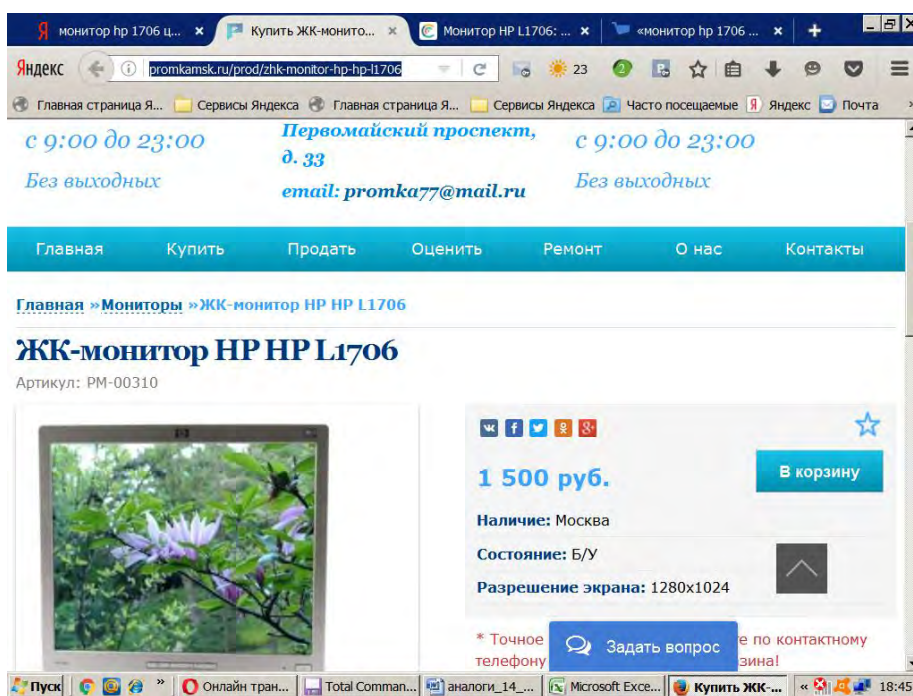 монитор hp 1706 ц...
Купить ЖК-монито...
Монитор HP L1706: ...
«монитор hp 1706 ...
Яндекс
promkamsk.ru/prod/zhk-monitor-hp-hp-l1706
23
2
Главная страница Я...
Сервисы Яндекса
Главная страница Я...
Сервисы Яндекса
Часто посещаемые
Яндекс
Почта
с 9:00 до 23:00
Без выходных
Первомайский проспект,
д. 33
email: promka77@mail.ru
с 9:00 до 23:00
Без выходных
Главная Купить Продать Оценить Ремонт О нас Контакты
Главная »Мониторы »ЖК-монитор HP HP L1706
ЖК-монитор HP HP L1706
Артикул: PM-00310
1 500 руб.
В корзину
Наличие: Москва
Состояние: Б/У
Разрешение экрана: 1280x1024
* Точное
е по контактному
телефону
зина!
Задать вопрос
Пуск
Онлайн тран...
Total Comman...
аналоги_14_...
Microsoft Exce...
Купить ЖК-...
18:45